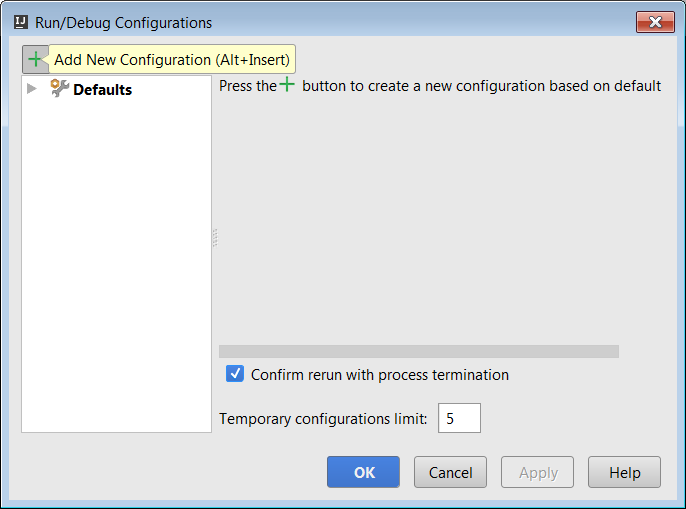 Run/Debug Configurations
Add New Configuration (Alt+Insert)
Defaults
Press the + button to create a new configuration based on default
Confirm rerun with process termination
Temporary configurations limit: 5
OK Cancel Apply Help